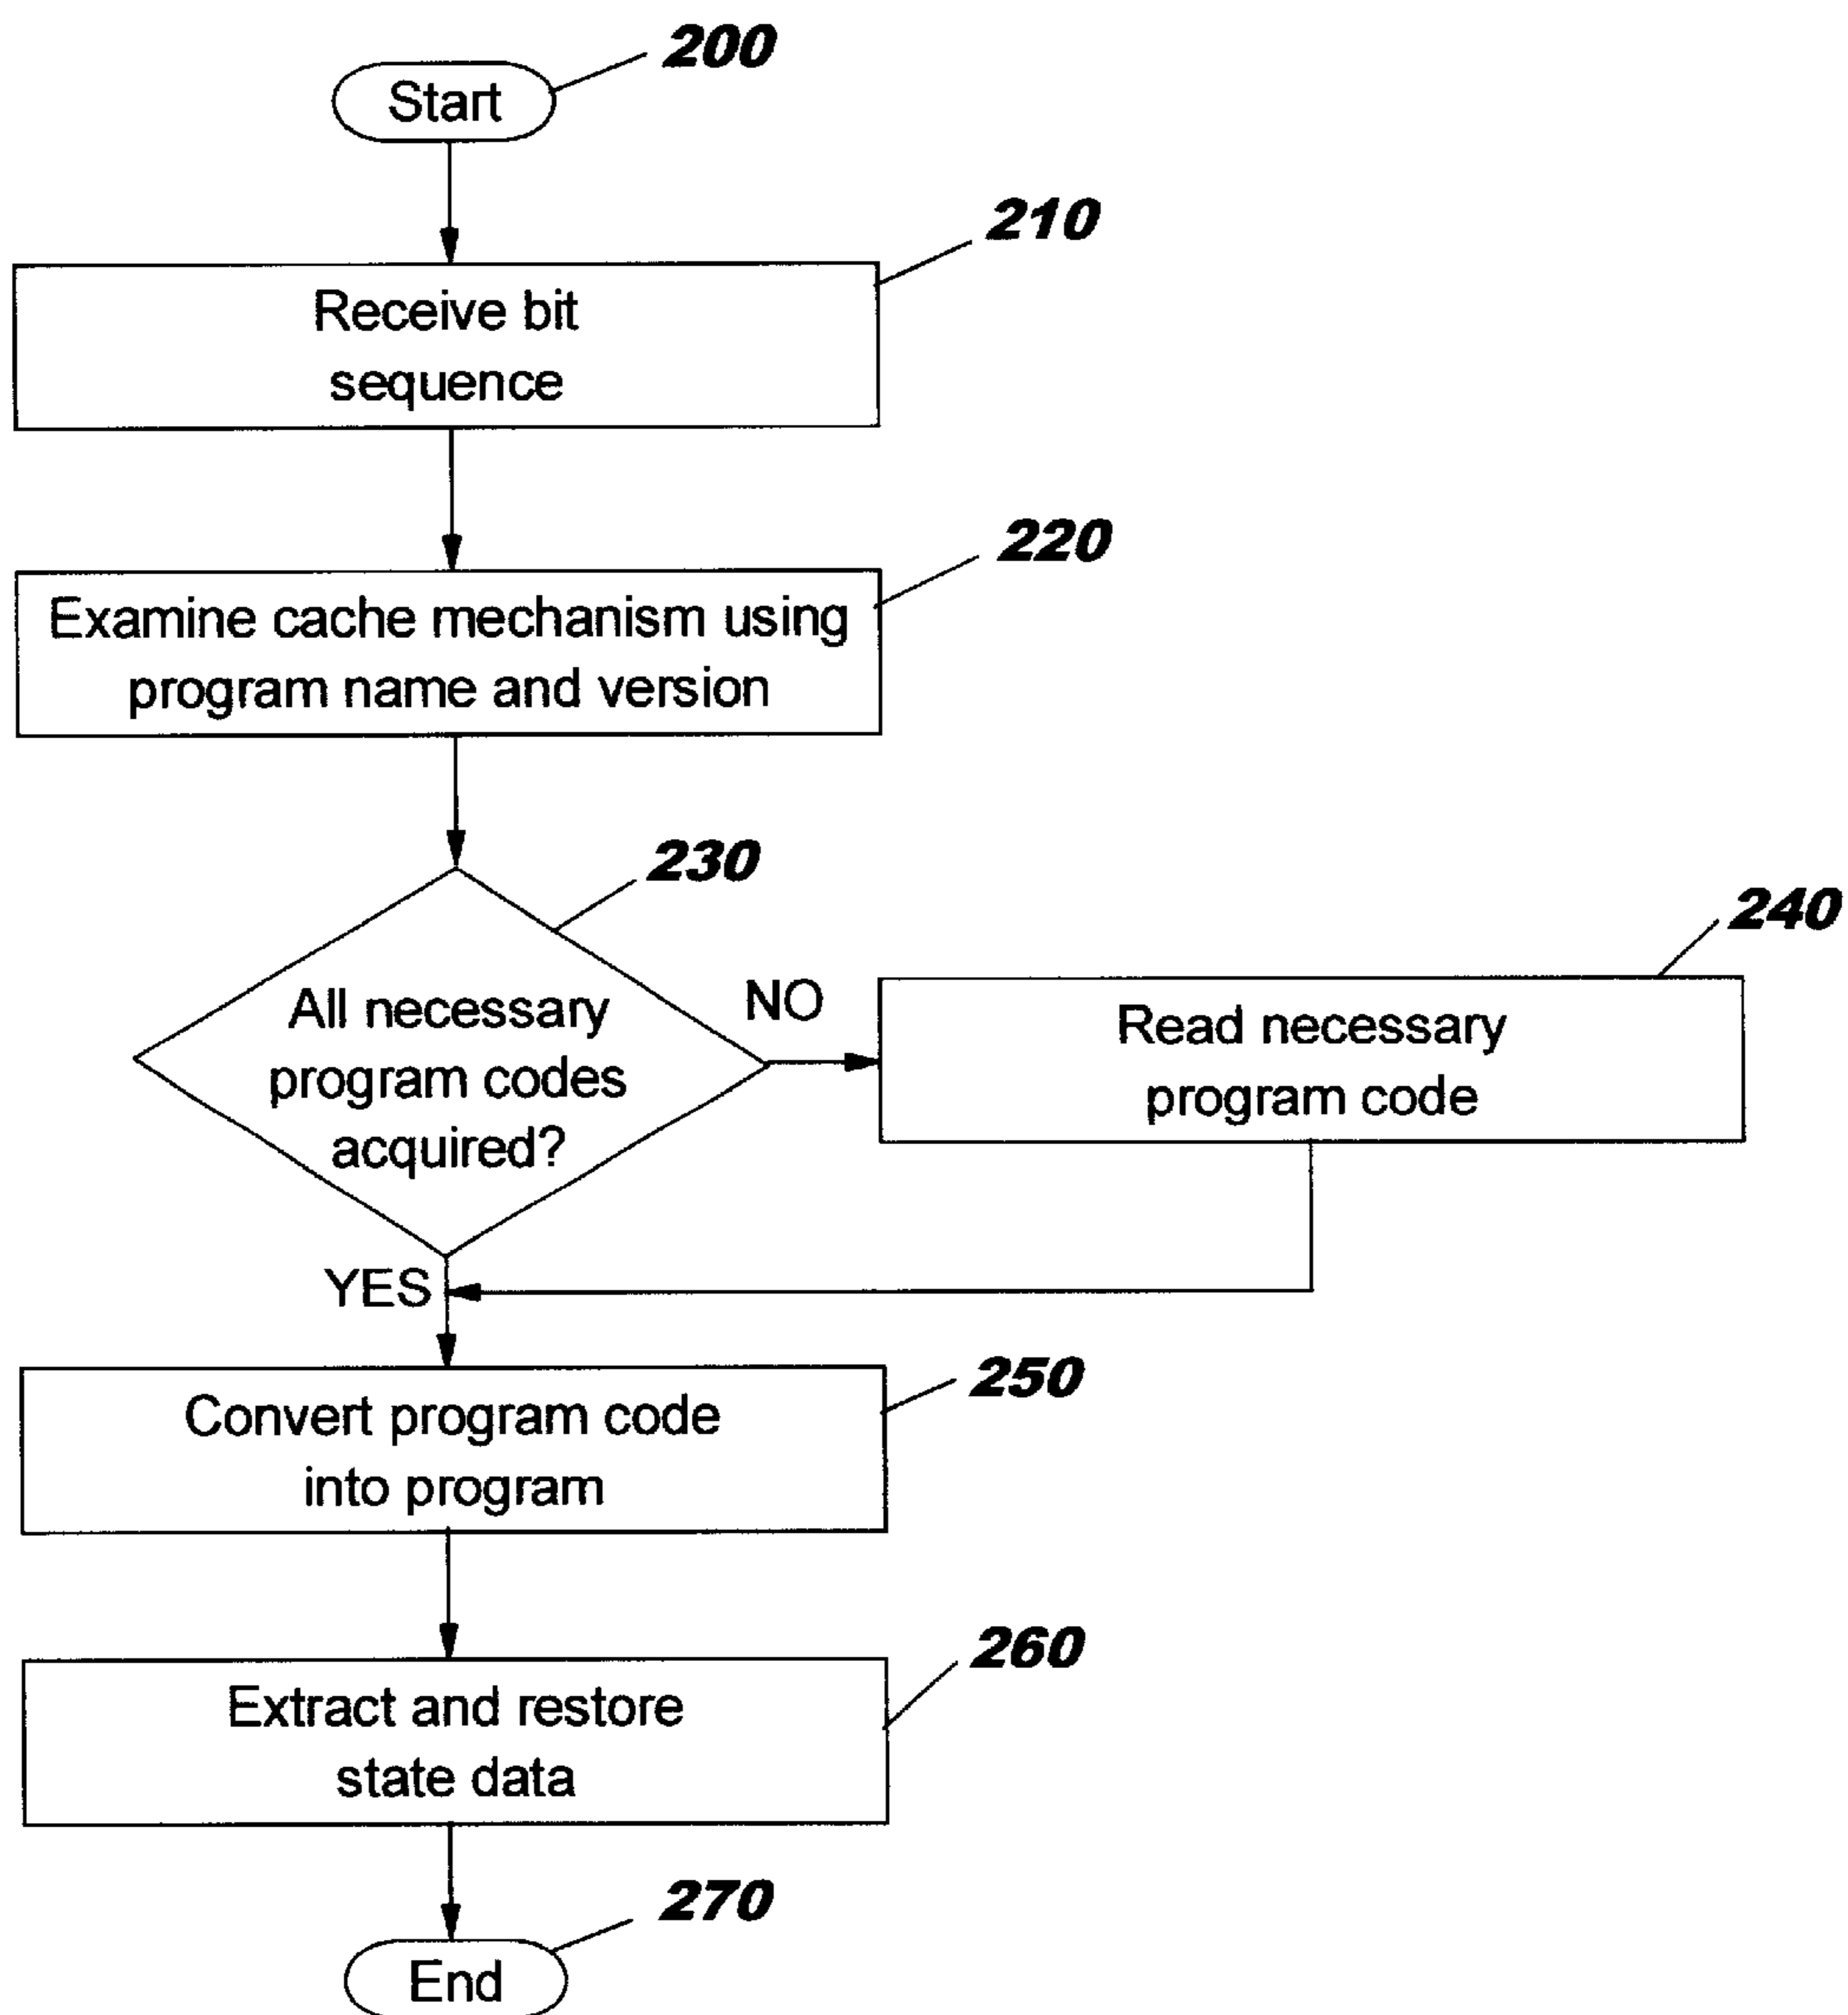 200
Start
210
Receive bit
sequence
220
Examine cache mechanism using
program name and version
230
All necessary
program codes
acquired?
NO
240
Read necessary
program code
YES
250
Convert program code
into program
260
Extract and restore
state data
270
End